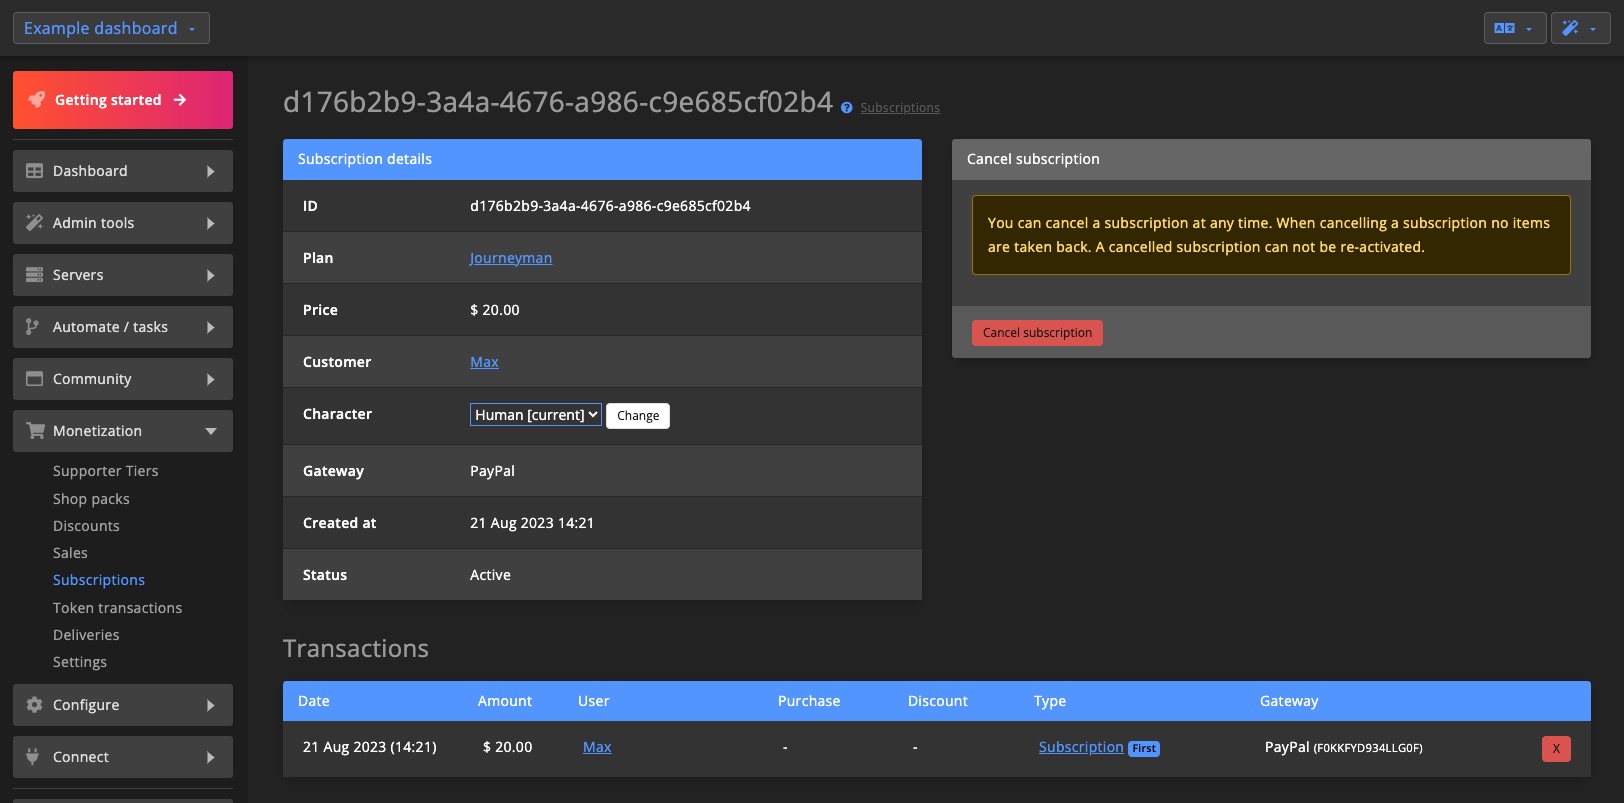 Example dashboard
Getting started
Dashboard
Admin tools
Servers
Automate / tasks
Community
Monetization
Supporter Tiers
Shop packs
Discounts
Sales
Subscriptions
Token transactions
Deliveries
Settings
Configure
Connect
d176b2b9-3a4a-4676-a986-c9e685cf02b4 ? Subscriptions
Subscription details
ID d176b2b9-3a4a-4676-a986-c9e685cf02b4
Plan Journeyman
Price $ 20.00
Customer Max
Character Human [current] Change
Gateway PayPal
Created at 21 Aug 2023 14:21
Status Active
Cancel subscription
You can cancel a subscription at any time. When cancelling a subscription no items
are taken back. A cancelled subscription can not be re-activated.
Cancel subscription
Transactions
Date Amount User Purchase Discount Type Gateway
21 Aug 2023 (14:21) $ 20.00 Max - - Subscription First PayPal (F0KKFYD934LLG0F) X